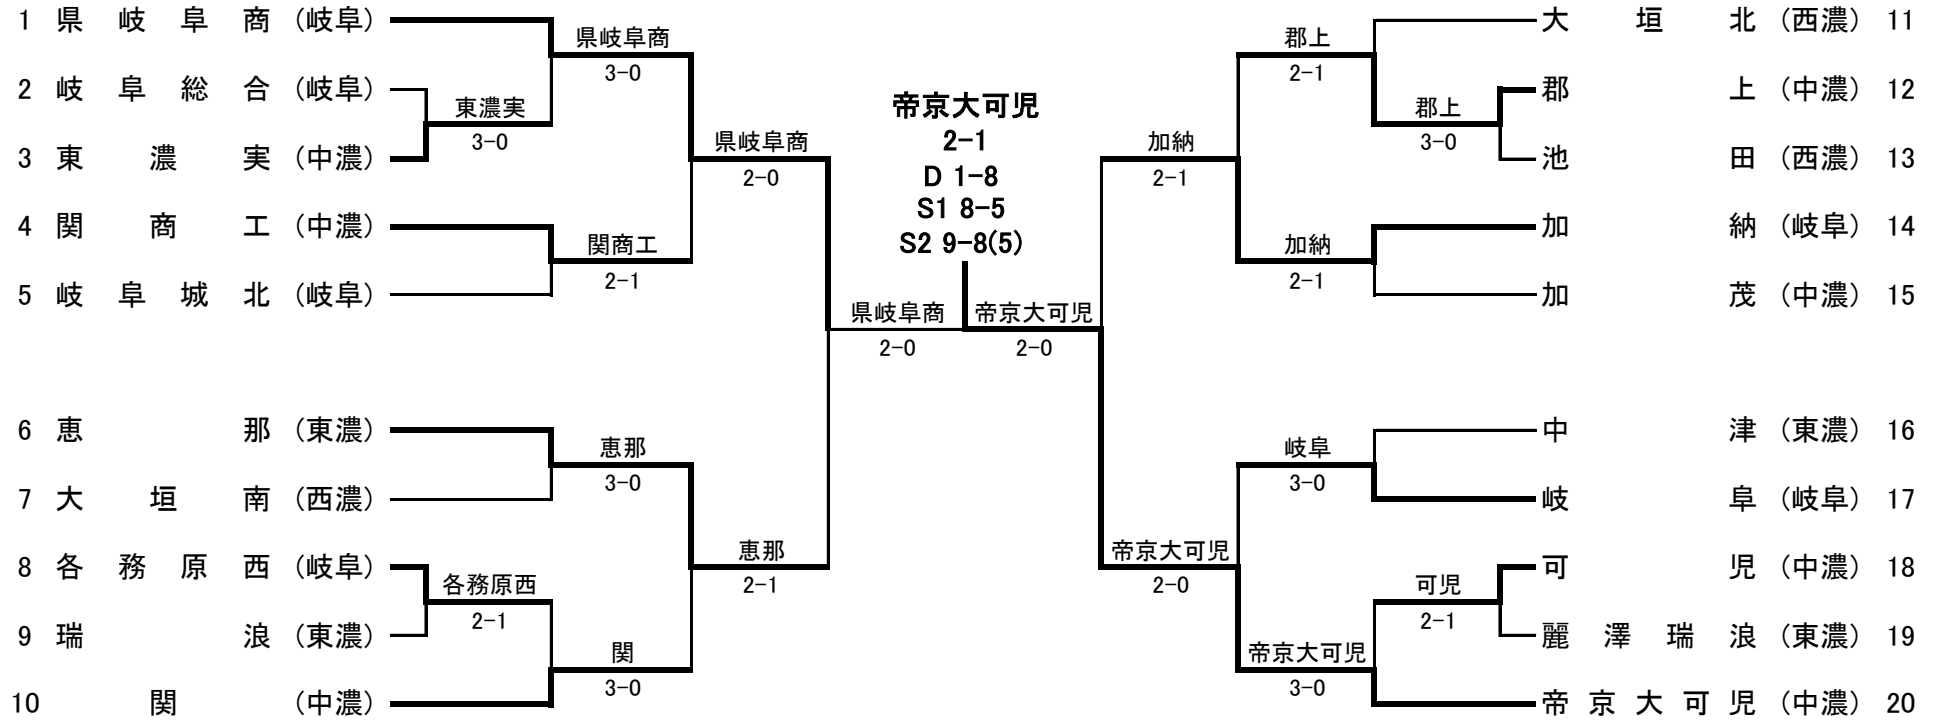 1 県岐阜商 (岐阜)
2 岐阜総合 (岐阜)
3 東濃実 (中濃)
4 関商工 (中濃)
5 岐阜城北 (岐阜)
6 恵那 (東濃)
7 大垣南 (西濃)
8 各務原西 (岐阜)
9 瑞浪 (東濃)
10 関 (中濃)
東濃実
3-0
各務原西
2-1
県岐阜商
3-0
関商工
2-1
恵那
3-0
関
3-0
県岐阜商
2-0
恵那
2-1
県岐阜商
2-0
帝京大可児
2-1
D 1-8
S1 8-5
S2 9-8(5)
帝京大可児
2-0
加納
2-1
帝京大可児
2-0
郡上
2-1
加納
2-1
岐阜
3-0
帝京大可児
3-0
郡上
3-0
可児
2-1
大垣北 (西濃) 11
郡上 (中濃) 12
池田 (西濃) 13
加納 (岐阜) 14
加茂 (中濃) 15
中津 (東濃) 16
岐阜 (岐阜) 17
可児 (中濃) 18
麗澤瑞浪 (東濃) 19
帝京大可児 (中濃) 20